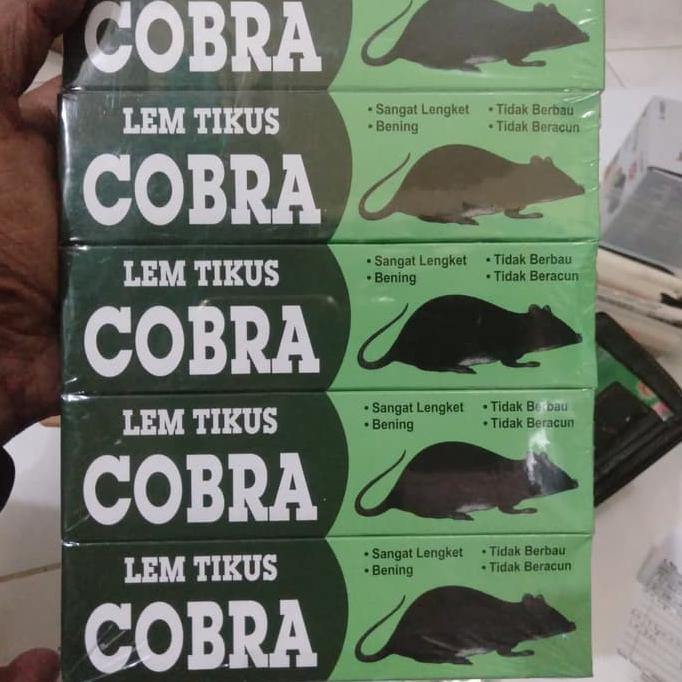 COBRA
LEM TIKUS
COBRA
• Sangat Lengket • Tidak Berbau
• Bening • Tidak Beracun
LEM TIKUS
COBRA
• Sangat Lengket • Tidak Berbau
• Bening • Tidak Beracun
LEM TIKUS
COBRA
• Sangat Lengket • Tidak Berbau
• Bening • Tidak Beracun
LEM TIKUS
COBRA
• Sangat Lengket • Tidak Berbau
• Bening • Tidak Beracun